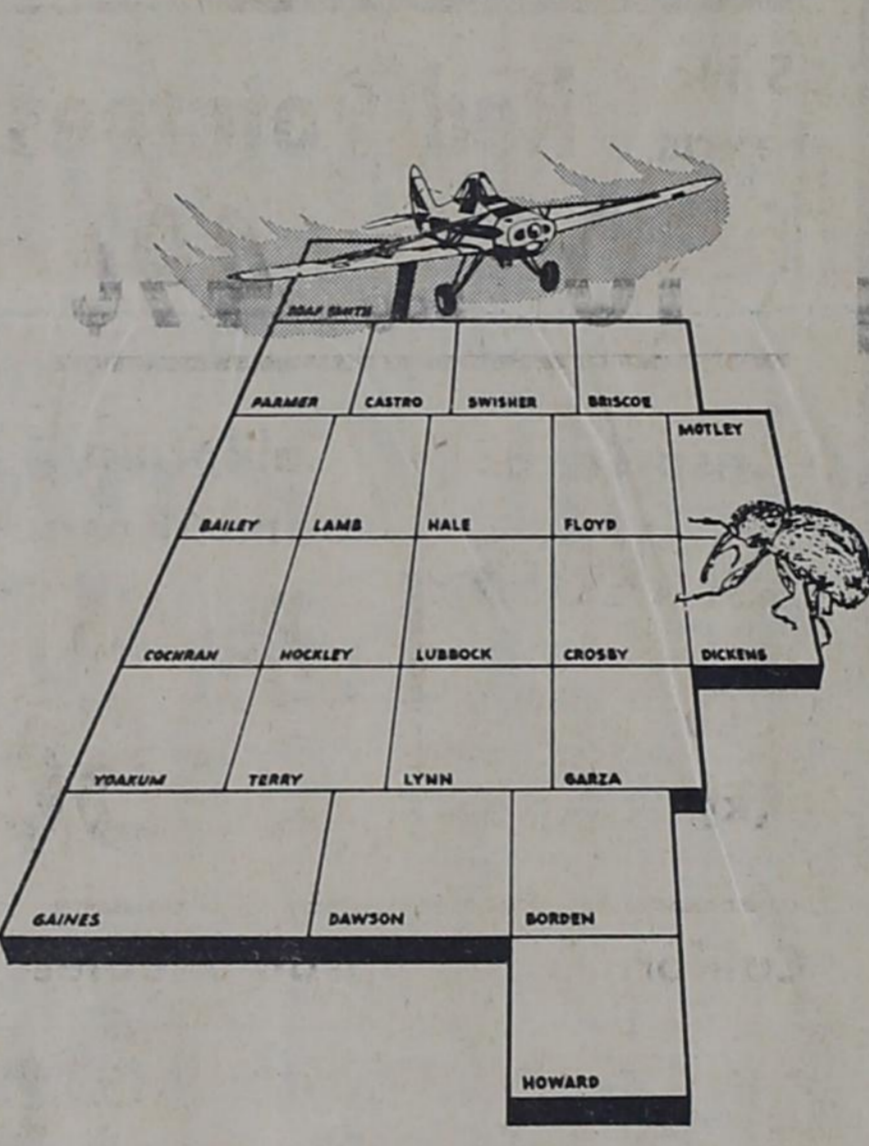 DEAF SMITH
PARMER CASTRO SWISHER BRISCOE
MOTLEY
BAILEY LAMB HALE FLOYD
COCHRAN HOCKLEY LUBBOCK CROSBY DICKENS
YOAKUM TERRY LYNN GARZA
GAINES DAWSON BORDEN
HOWARD